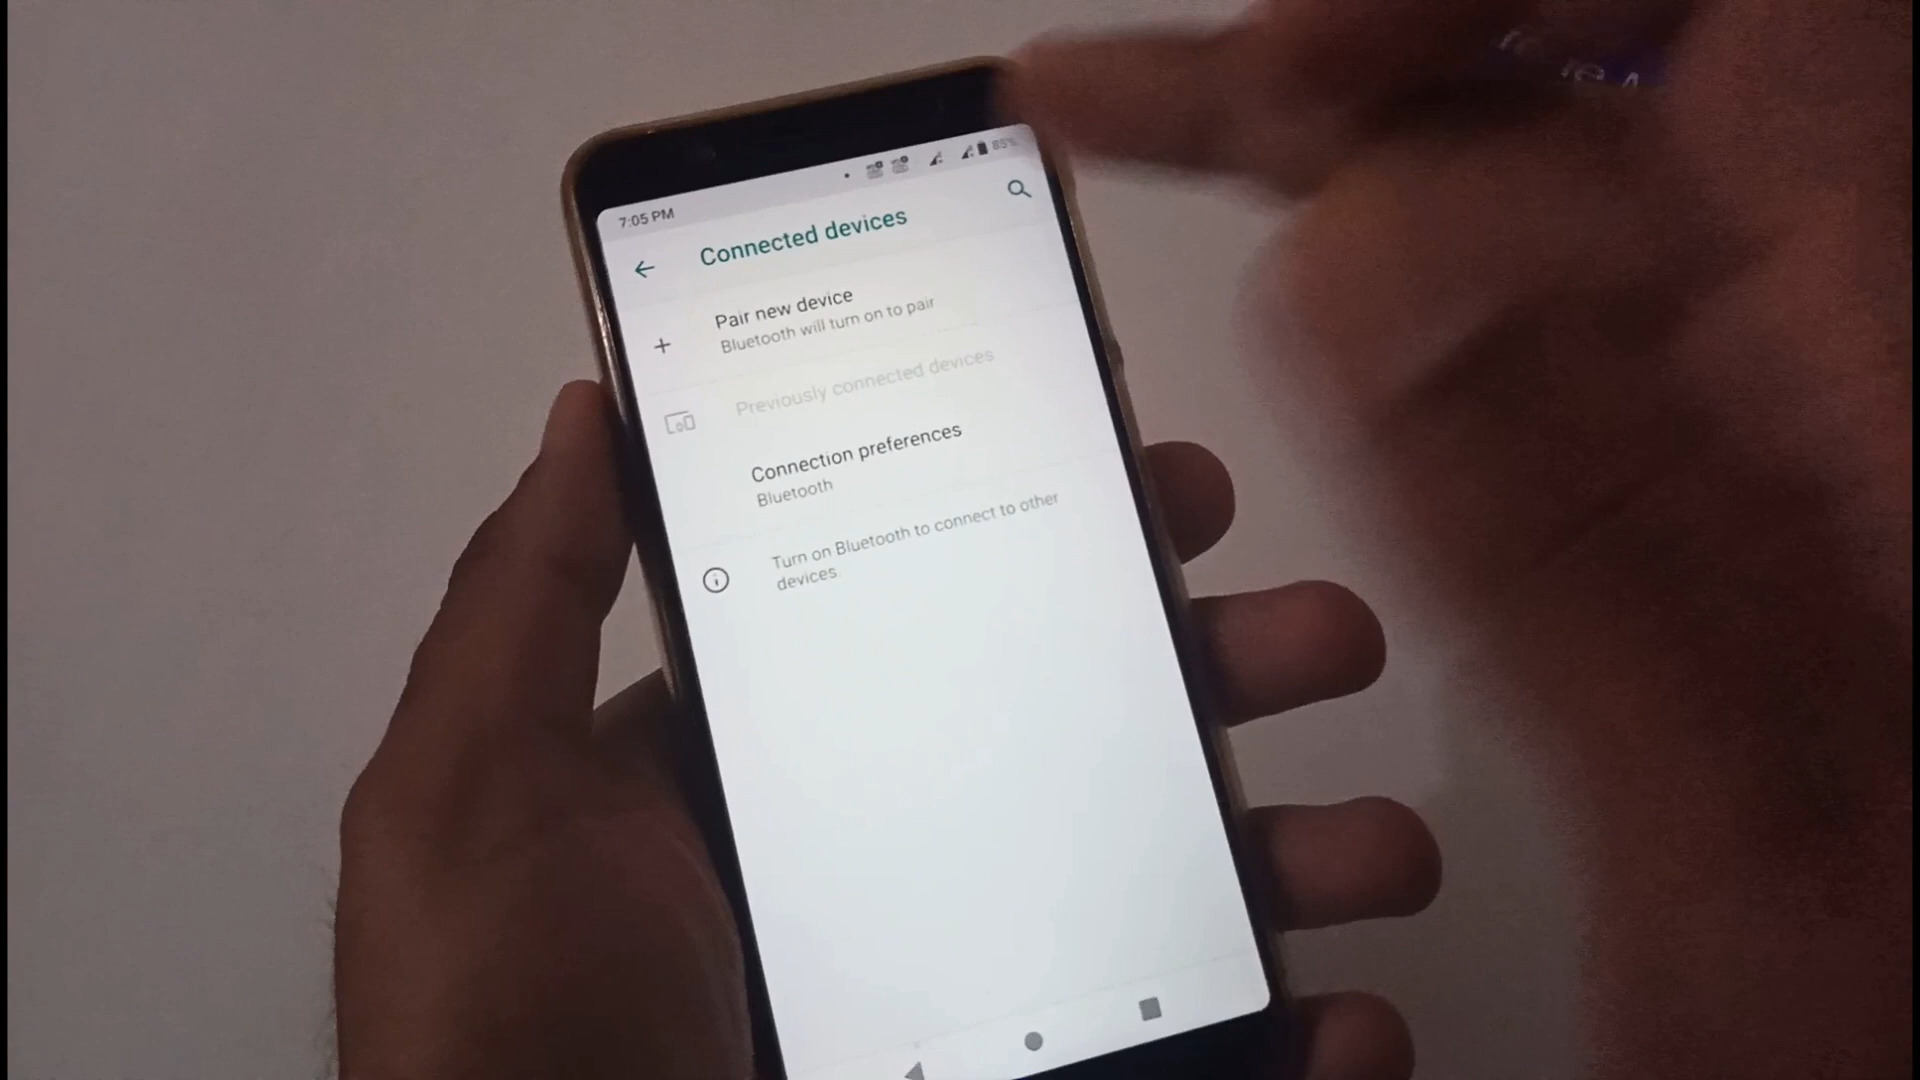 7:05 PM
85%
Connected devices
Pair new device
Bluetooth will turn on to pair
Previously connected devices
Connection preferences
Bluetooth
Turn on Bluetooth to connect to other
devices.